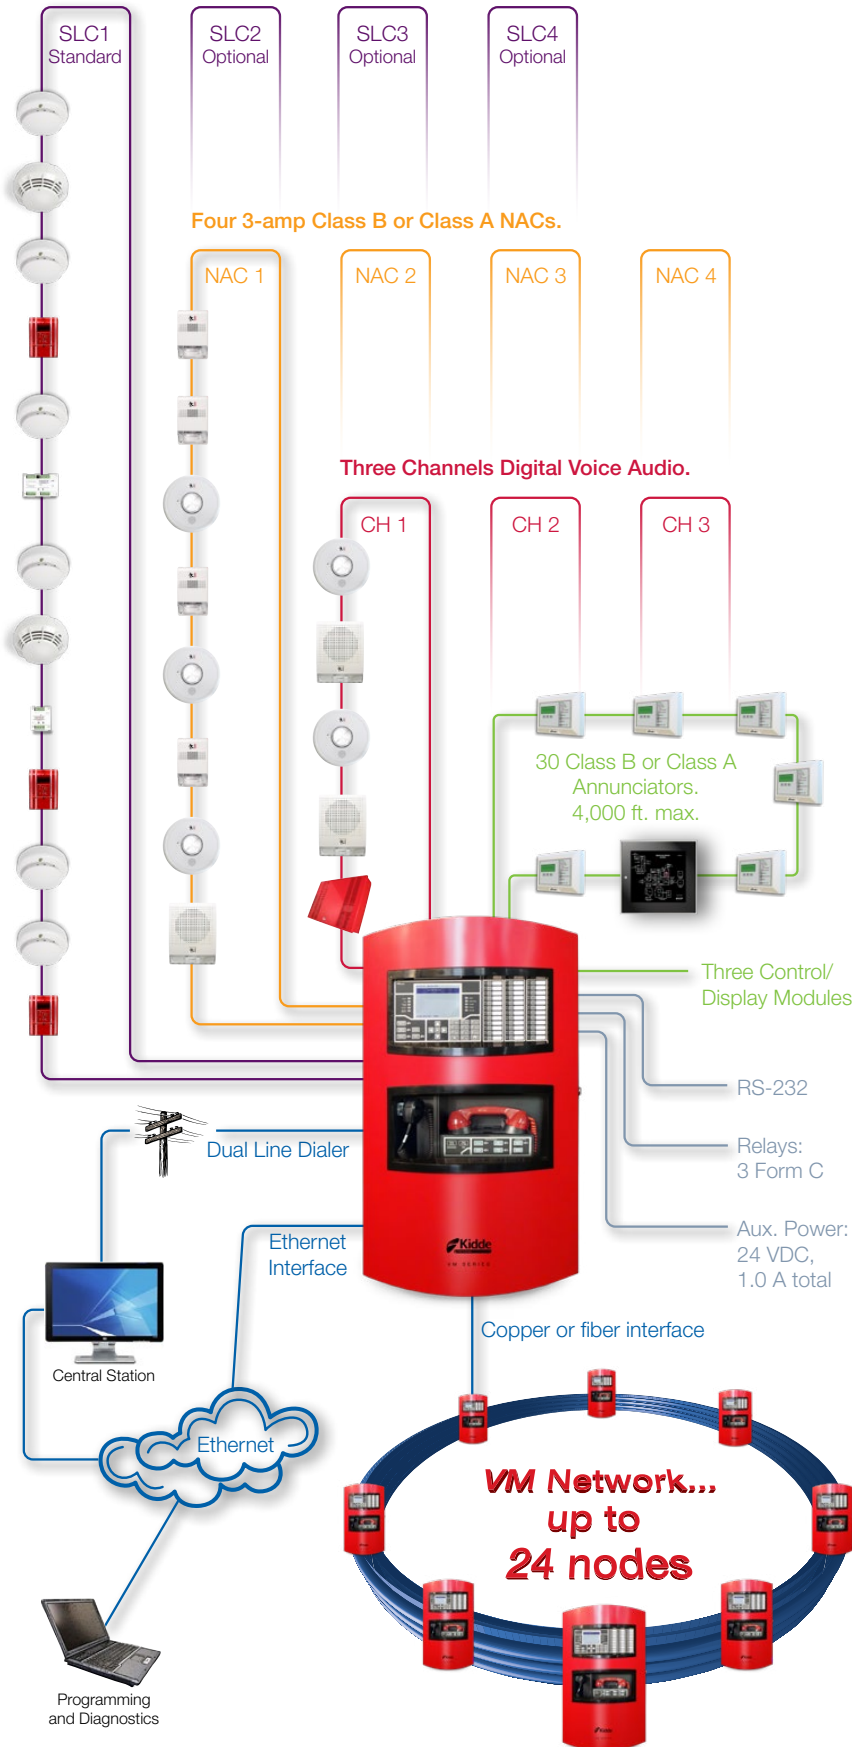 SLC1
Standard
SLC2
Optional
SLC3
Optional
SLC4
Optional
Four 3-amp Class B or Class A NACs.
NAC 1
NAC 2
NAC 3
NAC 4
Three Channels Digital Voice Audio.
CH 1
CH 2
CH 3
30 Class B or Class A
Annunciators.
4,000 ft. max.
Three Control/
Display Modules
RS-232
Relays:
3 Form C
Aux. Power:
24 VDC,
1.0 A total
Dual Line Dialer
Ethernet
Interface
Kidde
VM SERIES
Copper or fiber interface
Central Station
Ethernet
VM Network...
up to
24 nodes
Programming
and Diagnostics
Kidde